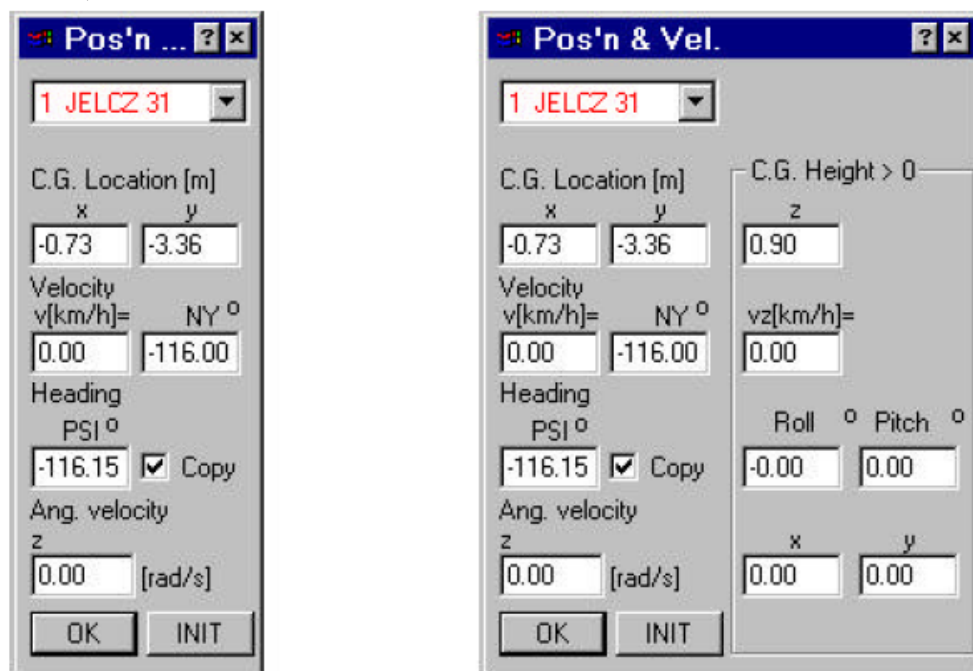 Pos'n ... ? ×
1 JELCZ 31
C.G. Location [m]
x y
-0.73 -3.36
Velocity
v[km/h]= NY º
0.00 -116.00
Heading
PSI º
-116.15 Copy
Ang. velocity
z
0.00 [rad/s]
OK INIT
Pos'n & Vel. ? ×
1 JELCZ 31
C.G. Location [m]
x y
-0.73 -3.36
Velocity
v[km/h]= NY º
0.00 -116.00
Heading
PSI º
-116.15 Copy
Ang. velocity
z
0.00 [rad/s]
OK INIT
C.G. Height > 0
z
0.90
vz[km/h]=
0.00
Roll º Pitch º
-0.00 0.00
x y
0.00 0.00